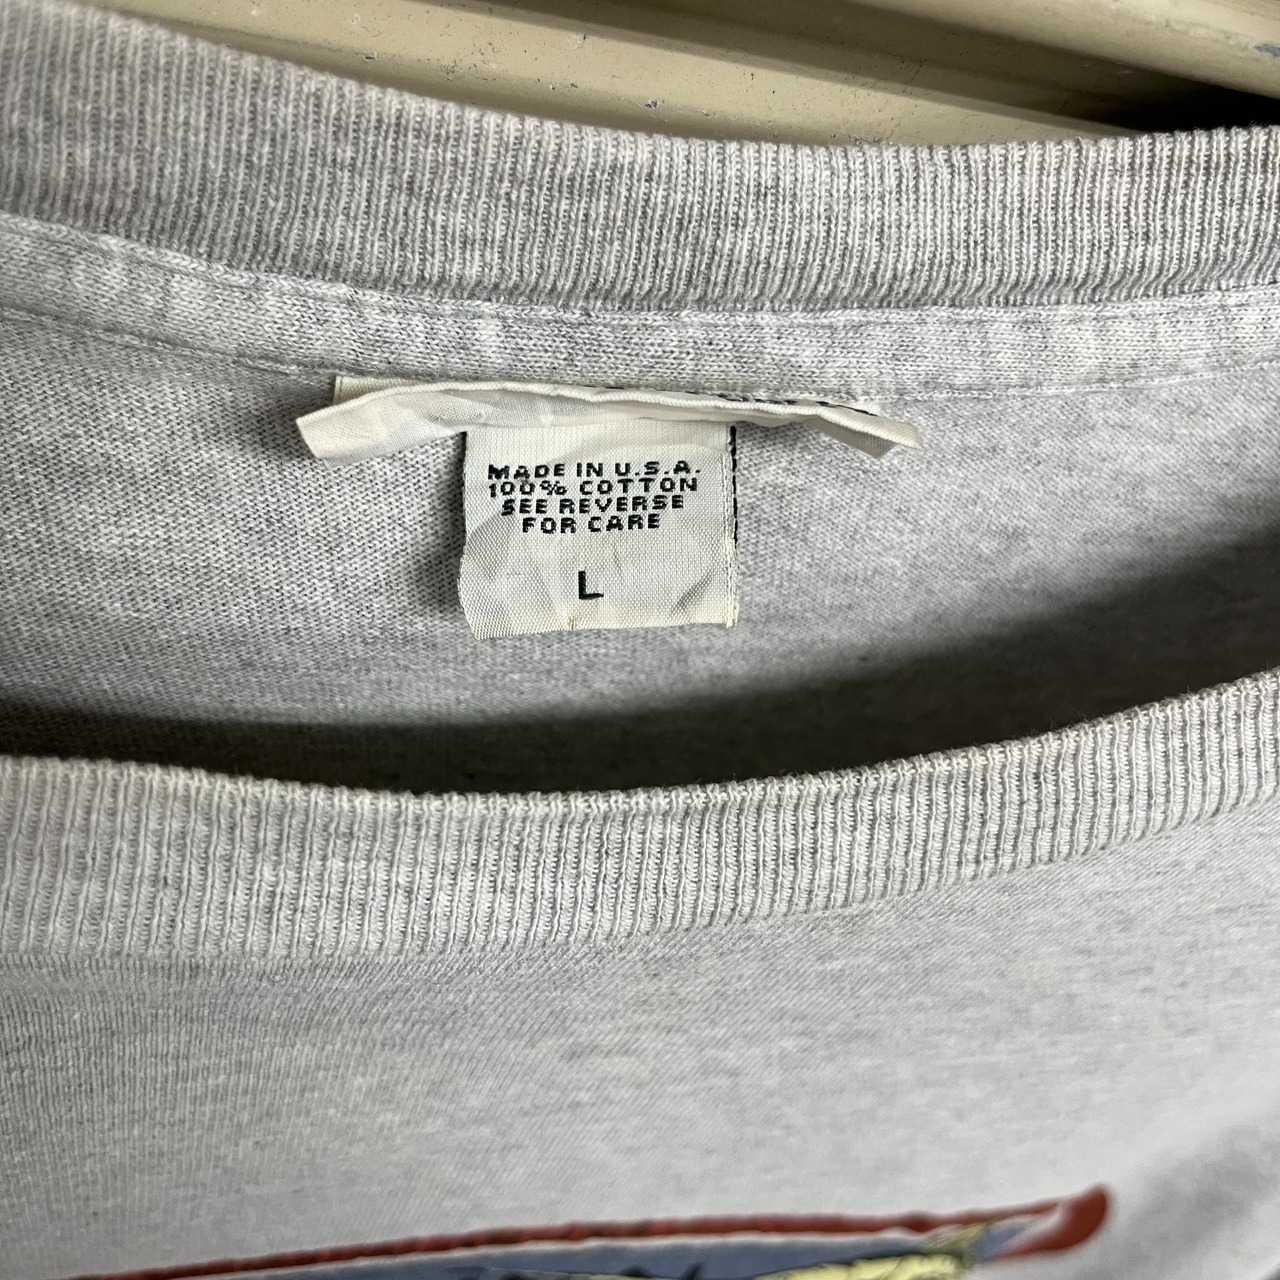 MADE IN U.S.A.
100% COTTON
SEE REVERSE
FOR CARE
L